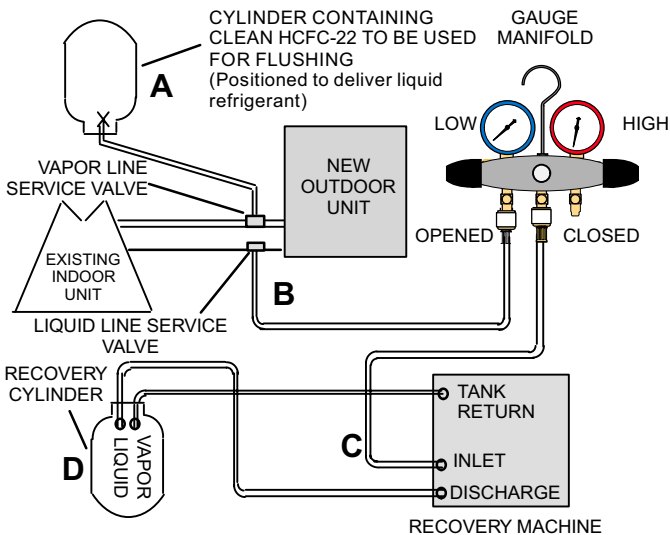 CYLINDER CONTAINING
CLEAN HCFC-22 TO BE USED
FOR FLUSHING
(Positioned to deliver liquid
refrigerant)
A
GAUGE
MANIFOLD
LOW
HIGH
VAPOR LINE
SERVICE VALVE
NEW
OUTDOOR
UNIT
OPENED
CLOSED
EXISTING
INDOOR
UNIT
B
LIQUID LINE SERVICE
VALVE
RECOVERY
CYLINDER
TANK
RETURN
C
D
LIQUID
VAPOR
INLET
DISCHARGE
RECOVERY MACHINE